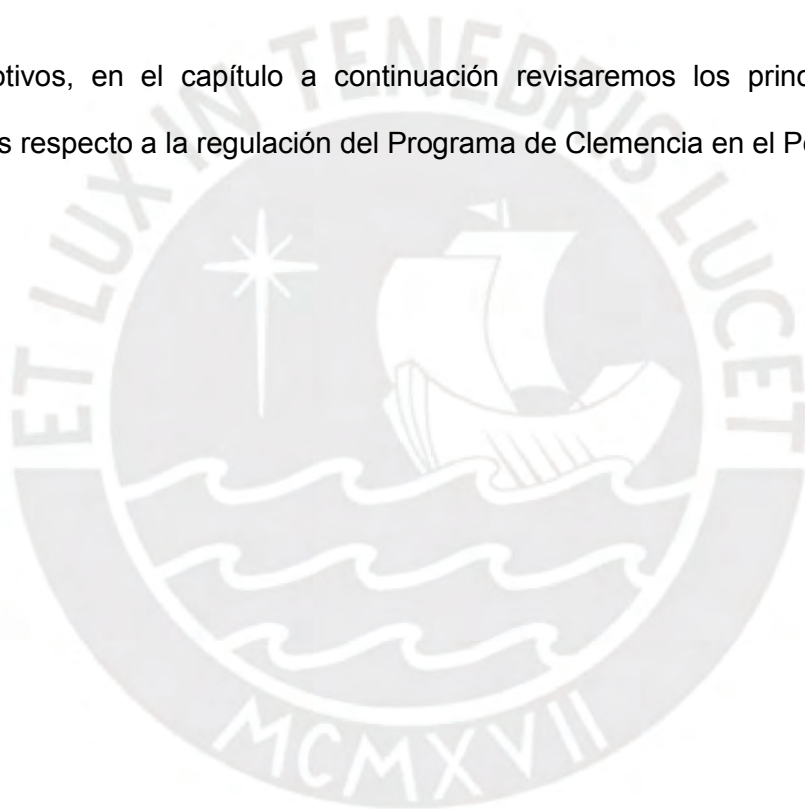 otivos, en el capítulo a continuación revisaremos los princ
s respecto a la regulación del Programa de Clemencia en el P
ET LUX IN TENEBRIS LUCET
MCMXVII